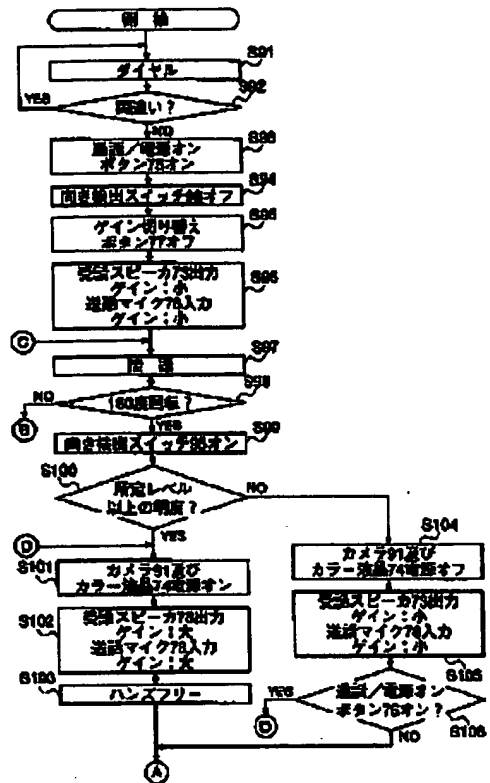 開始
S91
ダイヤル
S92
YES
間違い？
NO
S93
通話／電源オン
ボタン75オン
S94
向き検出スイッチ オフ
ゲイン切り替え
ボタン77オフ
受話スピーカ73出力
ゲイン：小
送話マイク78入力
ゲイン：小
C
S97
S98
NO
180度回転？
B
YES
S99
向き検出スイッチ95オン
S100
所定レベル
以上の明度？
NO
YES
D
S101
カメラ91及び
カラー液晶74電源オン
S102
受話スピーカ73出力
ゲイン：大
送話マイク78入力
ゲイン：大
S103
ハンズフリー
A
S104
カメラ91及び
カラー液晶74電源オフ
受話スピーカ73出力
ゲイン：小
送話マイク78入力
ゲイン：小
S105
YES
通話／電源オン
ボタン75オン？
D
S106
NO